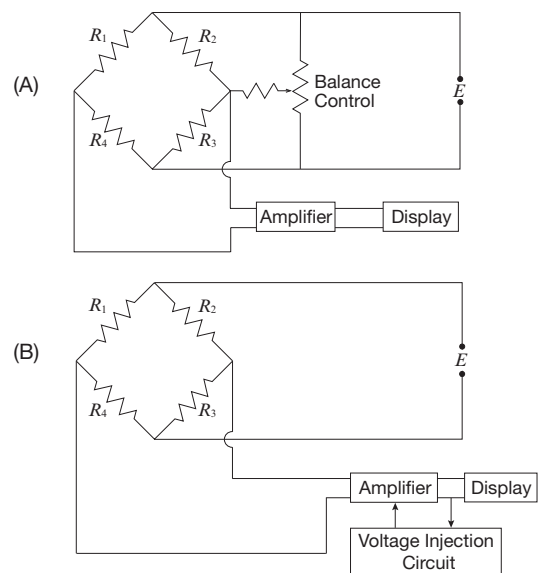 (A)
R1
R2
R4
R3
Balance
Control
E
Amplifier
Display
(B)
R1
R2
R4
R3
E
Amplifier
Display
Voltage Injection
Circuit